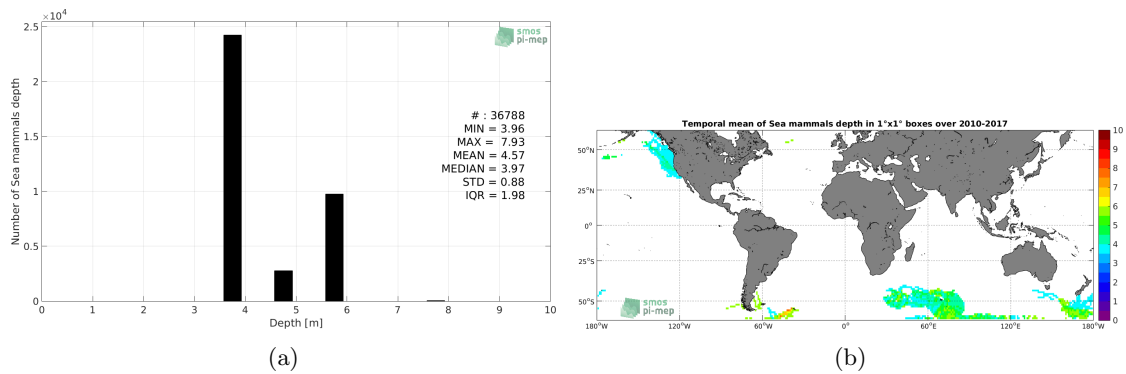 ×10⁴
2.5
2
1.5
1
0.5
0
Number of Sea mammals depth
smos
pi-mep
# : 36788
MIN = 3.96
MAX = 7.93
MEAN = 4.57
MEDIAN = 3.97
STD = 0.88
IQR = 1.98
0 1 2 3 4 5 6 7 8 9 10
Depth [m]
(a)
Temporal mean of Sea mammals depth in 1°x1° boxes over 2010-2017
50°N
25°N
0°
25°S
50°S
180°W 120°W 60°W 0° 60°E 120°E 180°W
smos
pi-mep
10
9
8
7
6
5
4
3
2
1
0
(b)